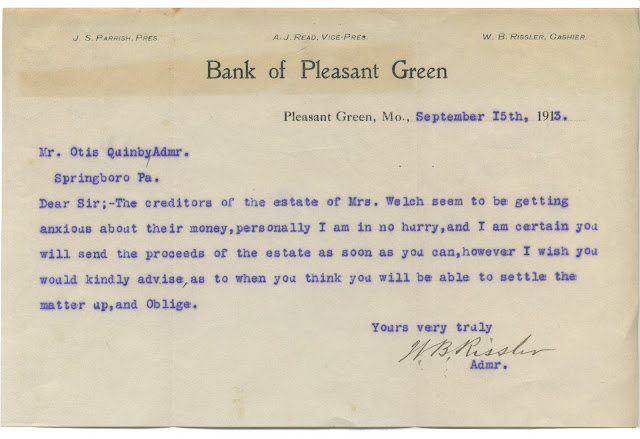 J. S. Parrish, Pres.
A. J. Read, Vice-Pres.
W. B. Rissler, Cashier.
Bank of Pleasant Green
Pleasant Green, Mo., September 15th, 1913.
Mr. Otis Quinby,Admr.
Springboro Pa.
Dear Sir;-The creditors of the estate of Mrs. Welch seem to be getting
anxious about their money,personally I am in no hurry,and I am certain you
will send the proceeds of the estate as soon as you can,however I wish you
would kindly advise,as to when you think you will be able to settle the
matter up,and Oblige.
Yours very truly
W.B.Rissler
Admr.